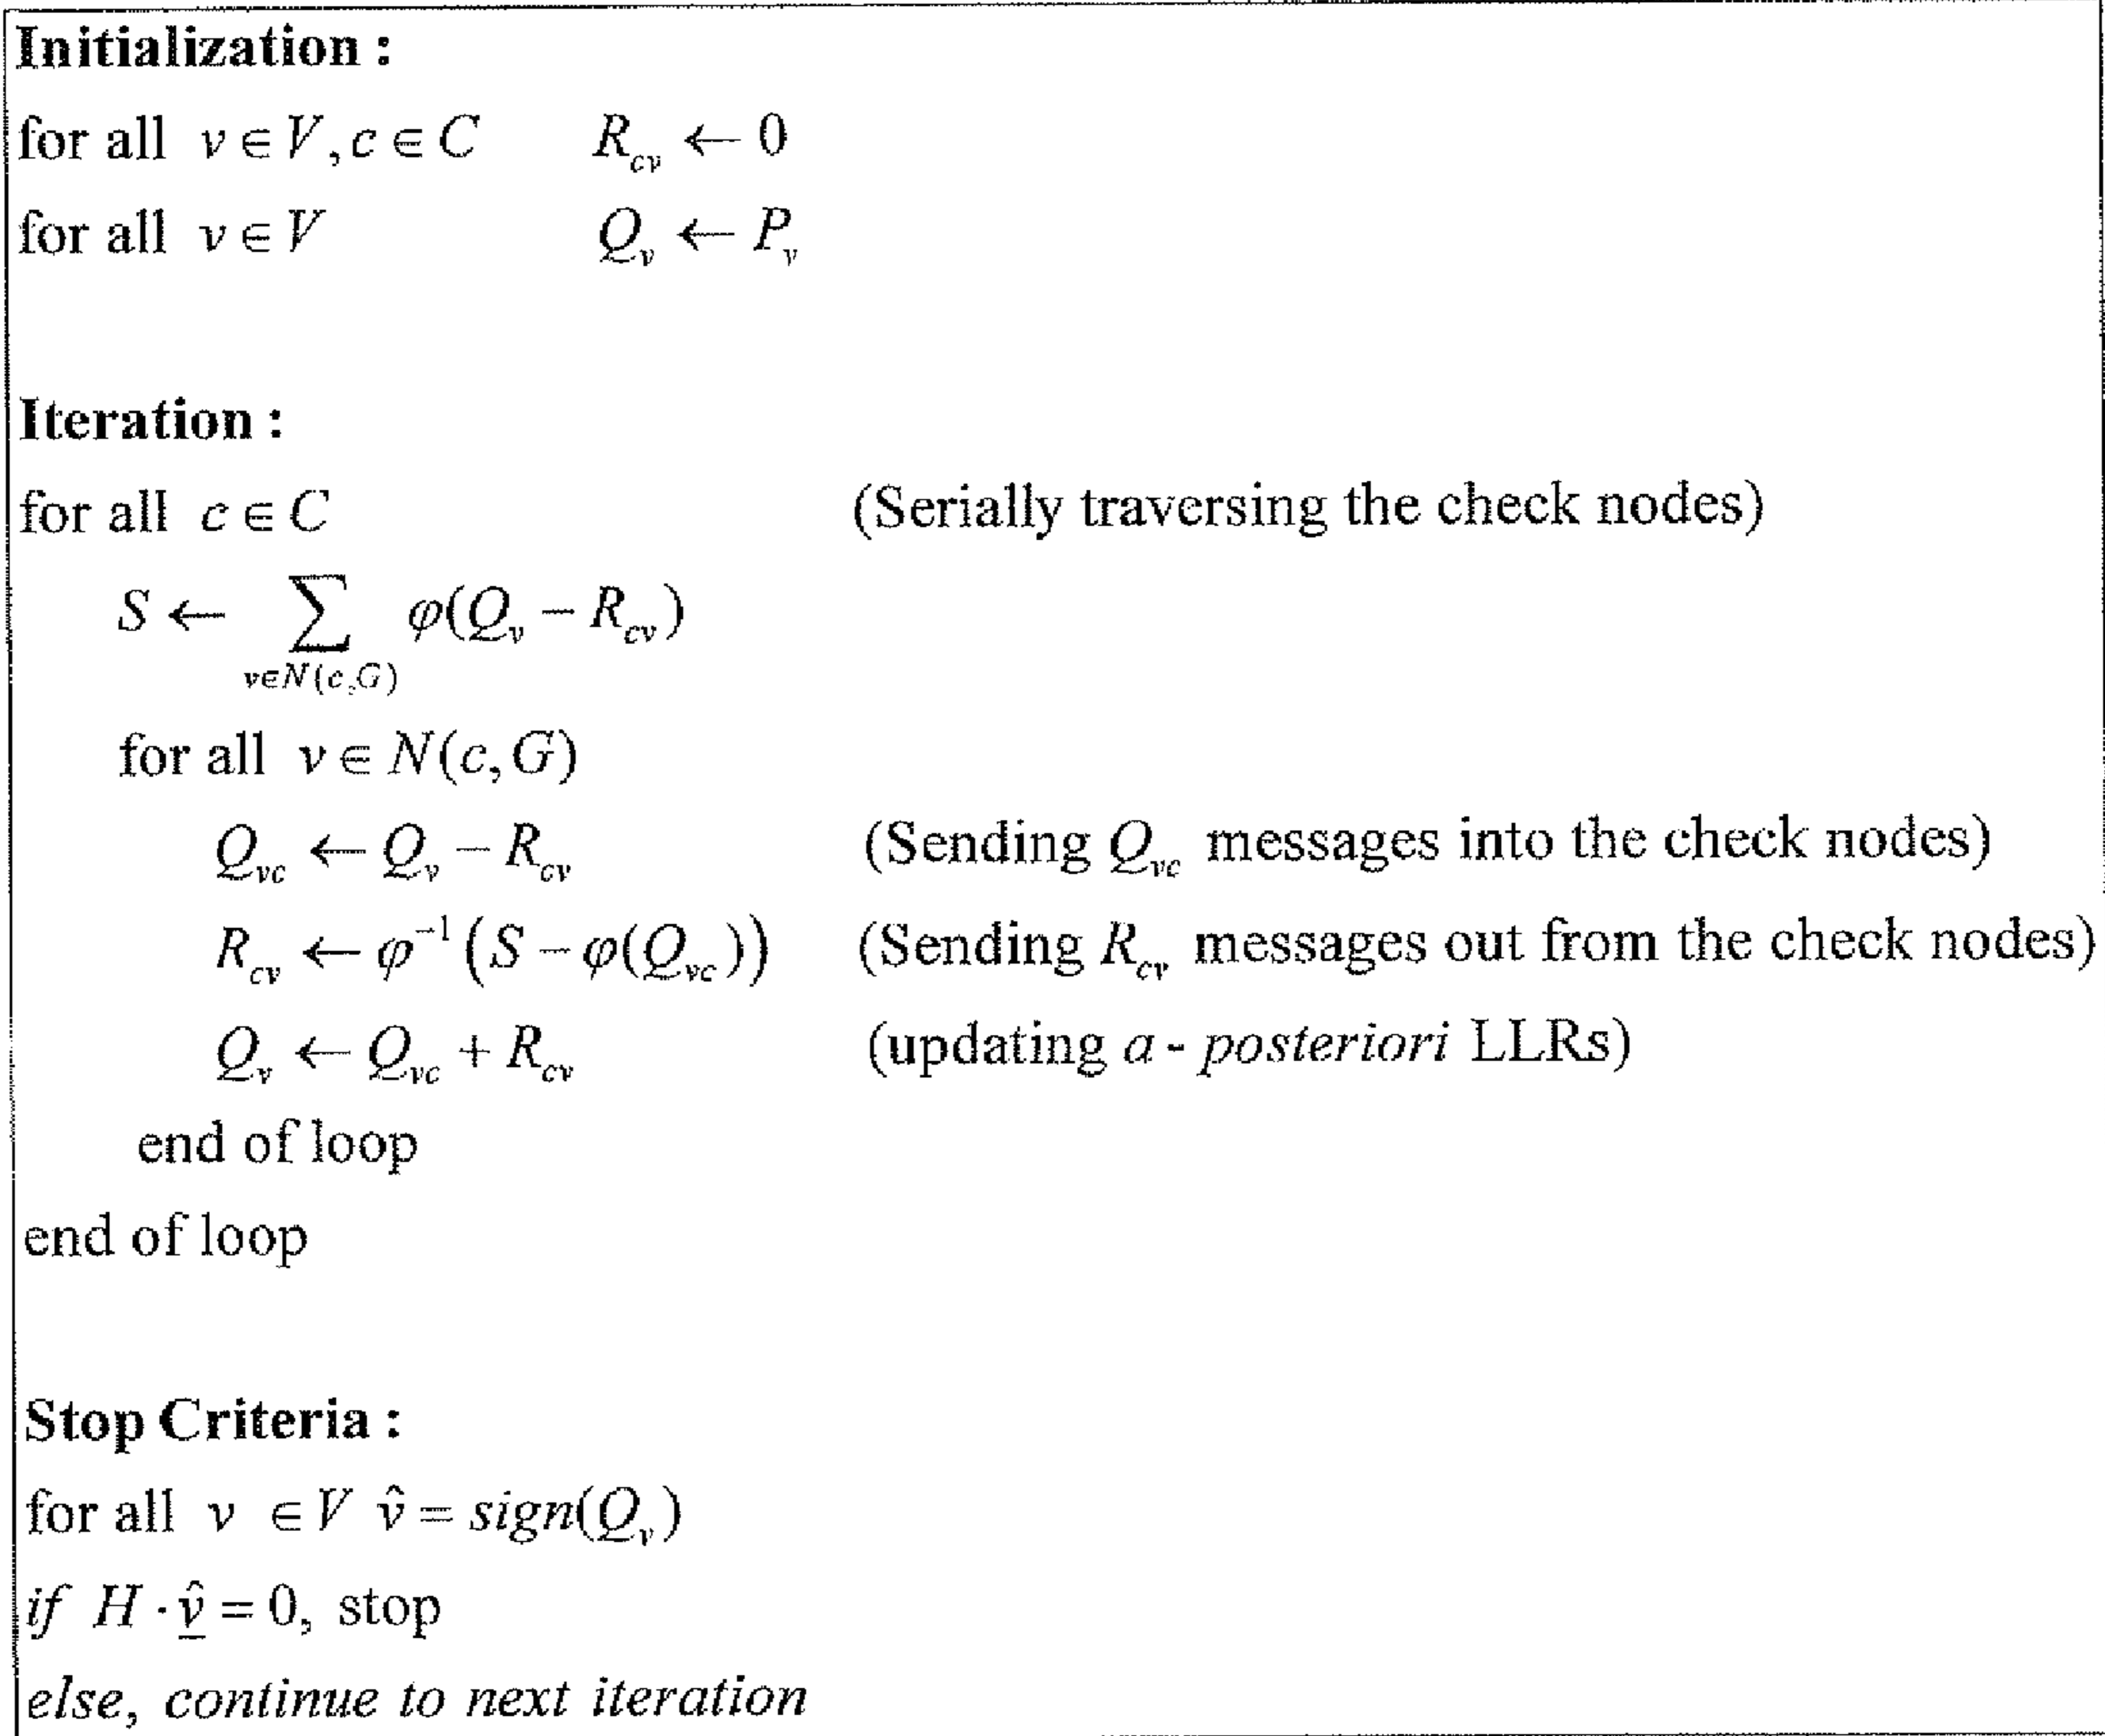 Initialization :
for all v ∈ V, c ∈ C R_cv ← 0
for all v ∈ V Q_v ← P_v
Iteration :
for all c ∈ C (Serially traversing the check nodes)
S ← ∑_{v∈N(c,G)} φ(Q_v − R_cv)
for all v ∈ N(c, G)
Q_vc ← Q_v − R_cv (Sending Q_vc messages into the check nodes)
R_cv ← φ⁻¹(S − φ(Q_vc)) (Sending R_cv messages out from the check nodes)
Q_v ← Q_vc + R_cv (updating a - posteriori LLRs)
end of loop
end of loop
Stop Criteria :
for all v ∈ V v̂ = sign(Q_v)
if H · v̲̂ = 0, stop
else, continue to next iteration